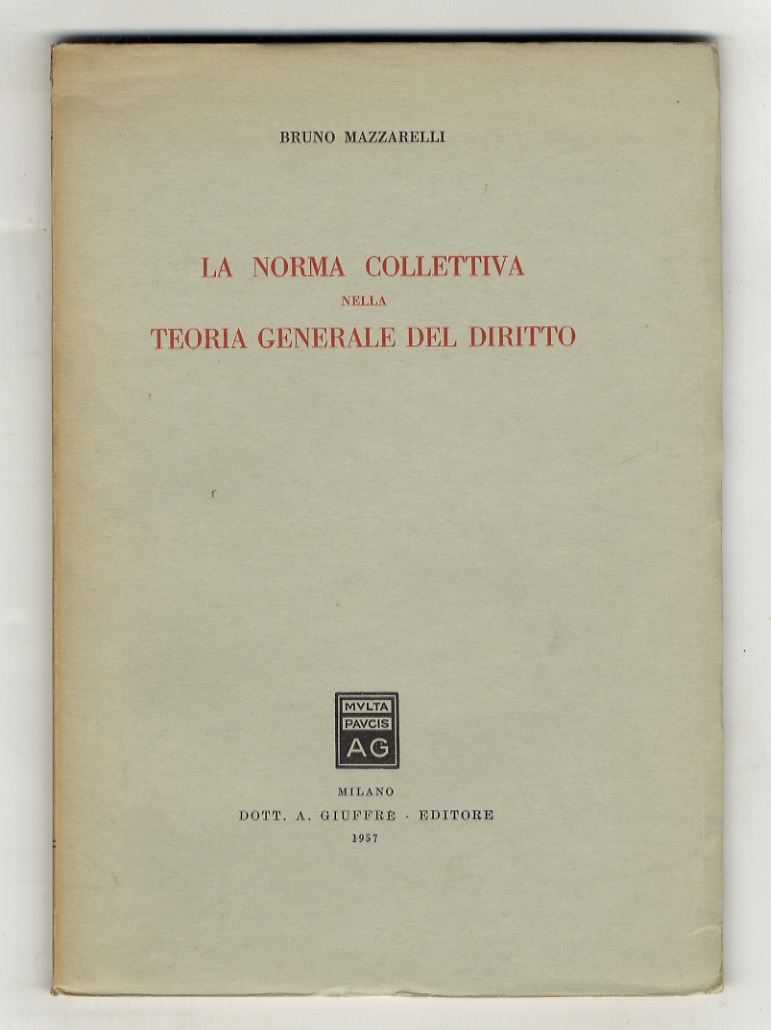 BRUNO MAZZARELLI
LA NORMA COLLETTIVA
NELLA
TEORIA GENERALE DEL DIRITTO
MVLTA
PAVCIS
AG
MILANO
DOTT. A. GIUFFRÈ · EDITORE
1957